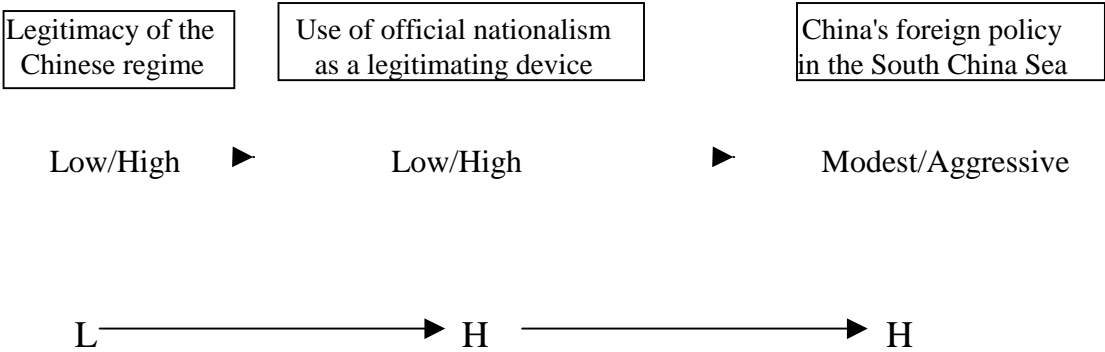 Legitimacy of the
Chinese regime
Use of official nationalism
as a legitimating device
China's foreign policy
in the South China Sea
Low/High
Low/High
Modest/Aggressive
L
H
H